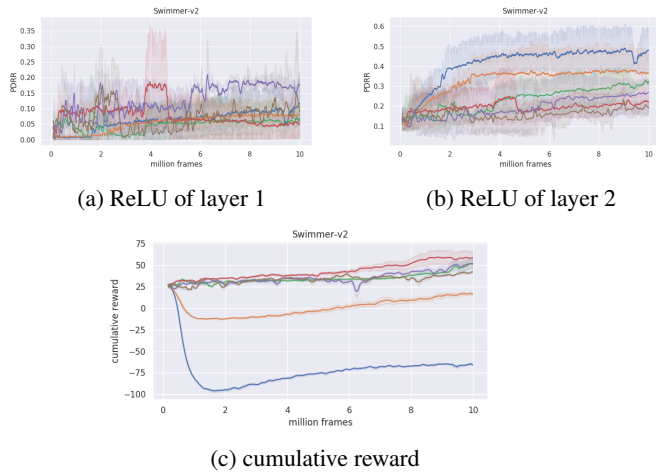 Swimmer-v2
PDRR
0.35
0.30
0.25
0.20
0.15
0.10
0.05
0.00
0 2 4 6 8 10
million frames
(a) ReLU of layer 1
Swimmer-v2
PDRR
0.6
0.5
0.4
0.3
0.2
0.1
0 2 4 6 8 10
million frames
(b) ReLU of layer 2
Swimmer-v2
cumulative reward
75
50
25
0
−25
−50
−75
−100
0 2 4 6 8 10
million frames
(c) cumulative reward